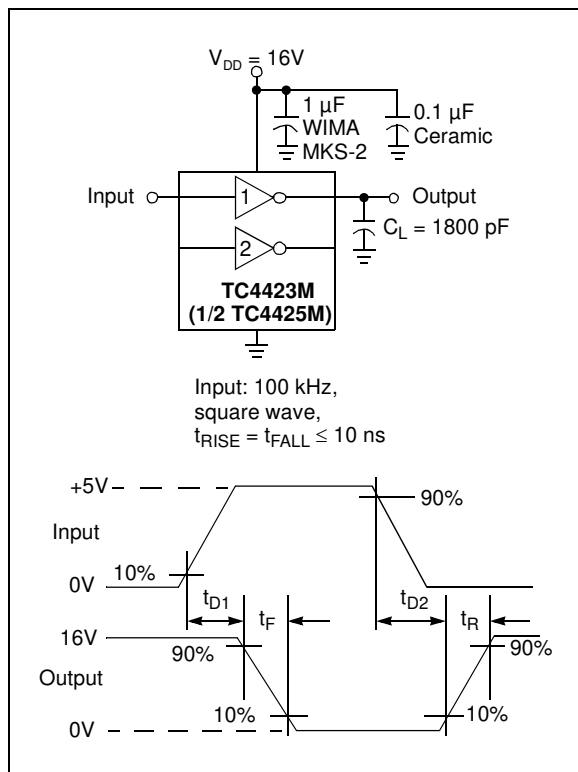 V_DD = 16V
1 µF
WIMA
MKS-2
0.1 µF
Ceramic
Input
1
Output
C_L = 1800 pF
2
TC4423M
(1/2 TC4425M)
Input: 100 kHz,
square wave,
t_RISE = t_FALL ≤ 10 ns
+5V
90%
Input
10%
0V
t_D1
t_F
t_D2
t_R
16V
90%
90%
Output
10%
10%
0V